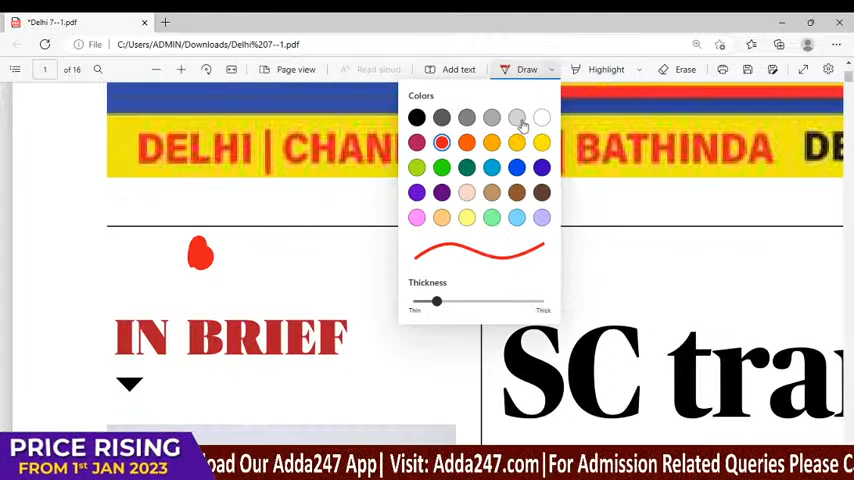 *Delhi 7--1.pdf
File
C:/Users/ADMIN/Downloads/Delhi%207--1.pdf
1 of 16
Page view
Read aloud
Add text
Draw
Highlight
Erase
Colors
DELHI | CHAN
| BATHINDA
DE
Thickness
Thin
Thick
IN BRIEF
SC tra
PRICE RISING
FROM 1st JAN 2023
oad Our Adda247 App| Visit: Adda247.com|For Admission Related Queries Please C